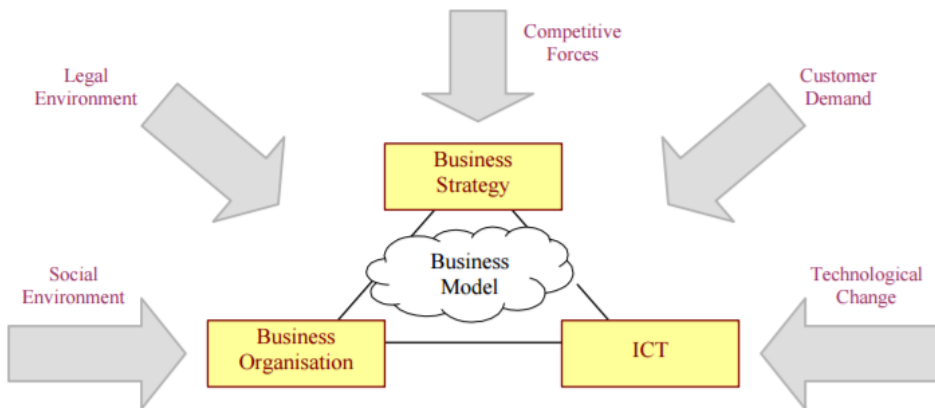 Competitive
Forces
Legal
Environment
Customer
Demand
Business
Strategy
Business
Model
Social
Environment
Technological
Change
Business
Organisation
ICT